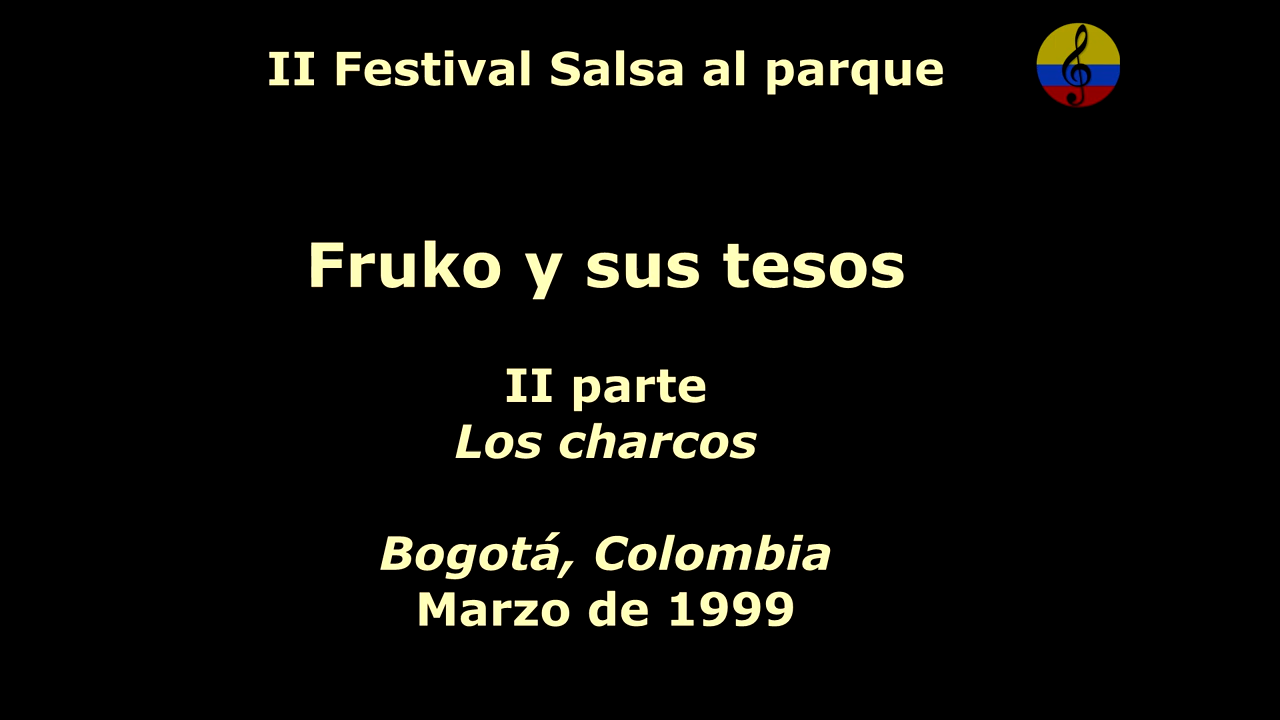 II Festival Salsa al parque
Fruko y sus tesos
II parte
Los charcos
Bogotá, Colombia
Marzo de 1999